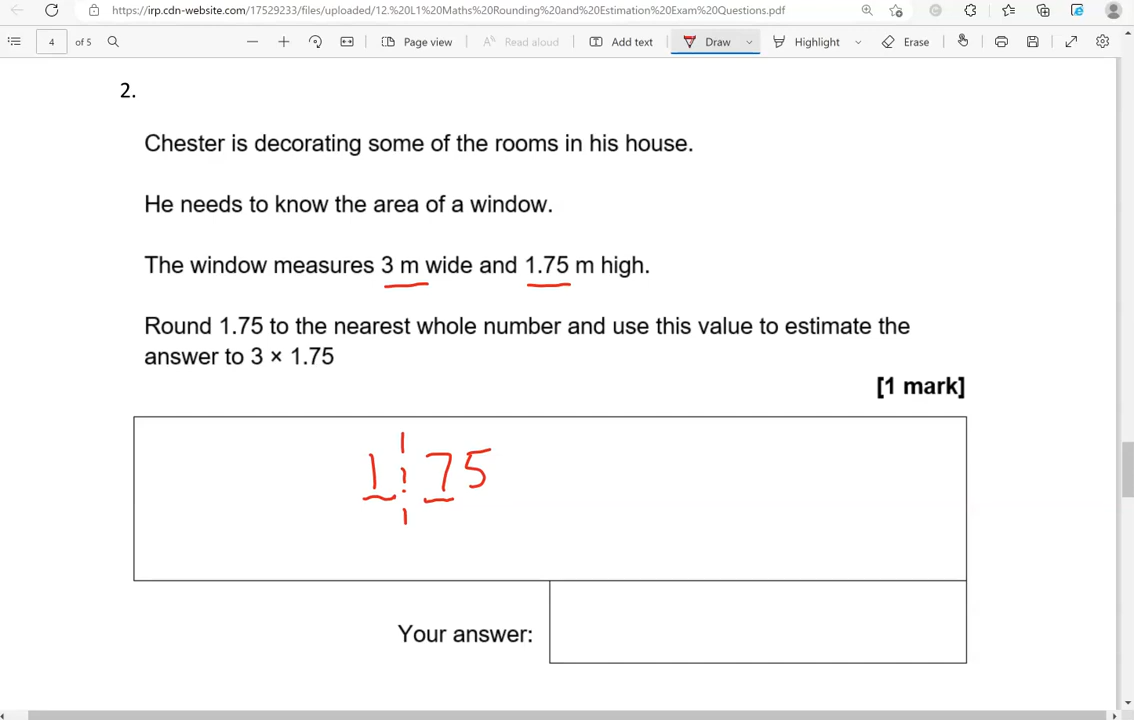 https://irp.cdn-website.com/17529233/files/uploaded/12.%20L1%20Maths%20Rounding%20and%20Estimation%20Exam%20Questions.pdf
4 of 5 Page view Read aloud Add text Draw Highlight Erase
2.
Chester is decorating some of the rooms in his house.
He needs to know the area of a window.
The window measures 3 m wide and 1.75 m high.
Round 1.75 to the nearest whole number and use this value to estimate the
answer to 3 × 1.75
[1 mark]
1.75
Your answer: